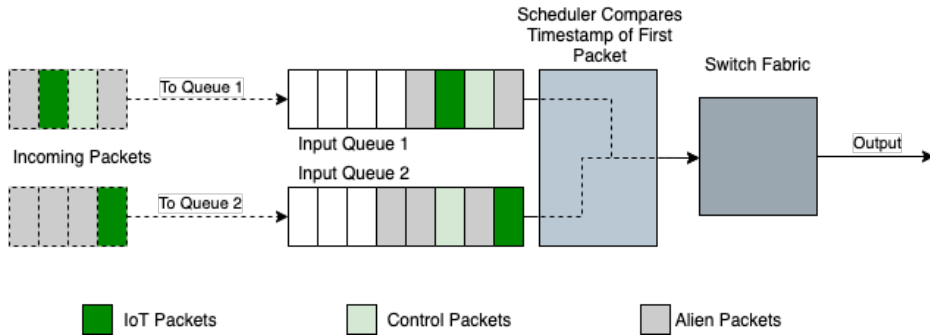 Scheduler Compares
Timestamp of First
Packet
Switch Fabric
To Queue 1
Incoming Packets
Input Queue 1
Input Queue 2
Output
To Queue 2
IoT Packets
Control Packets
Alien Packets